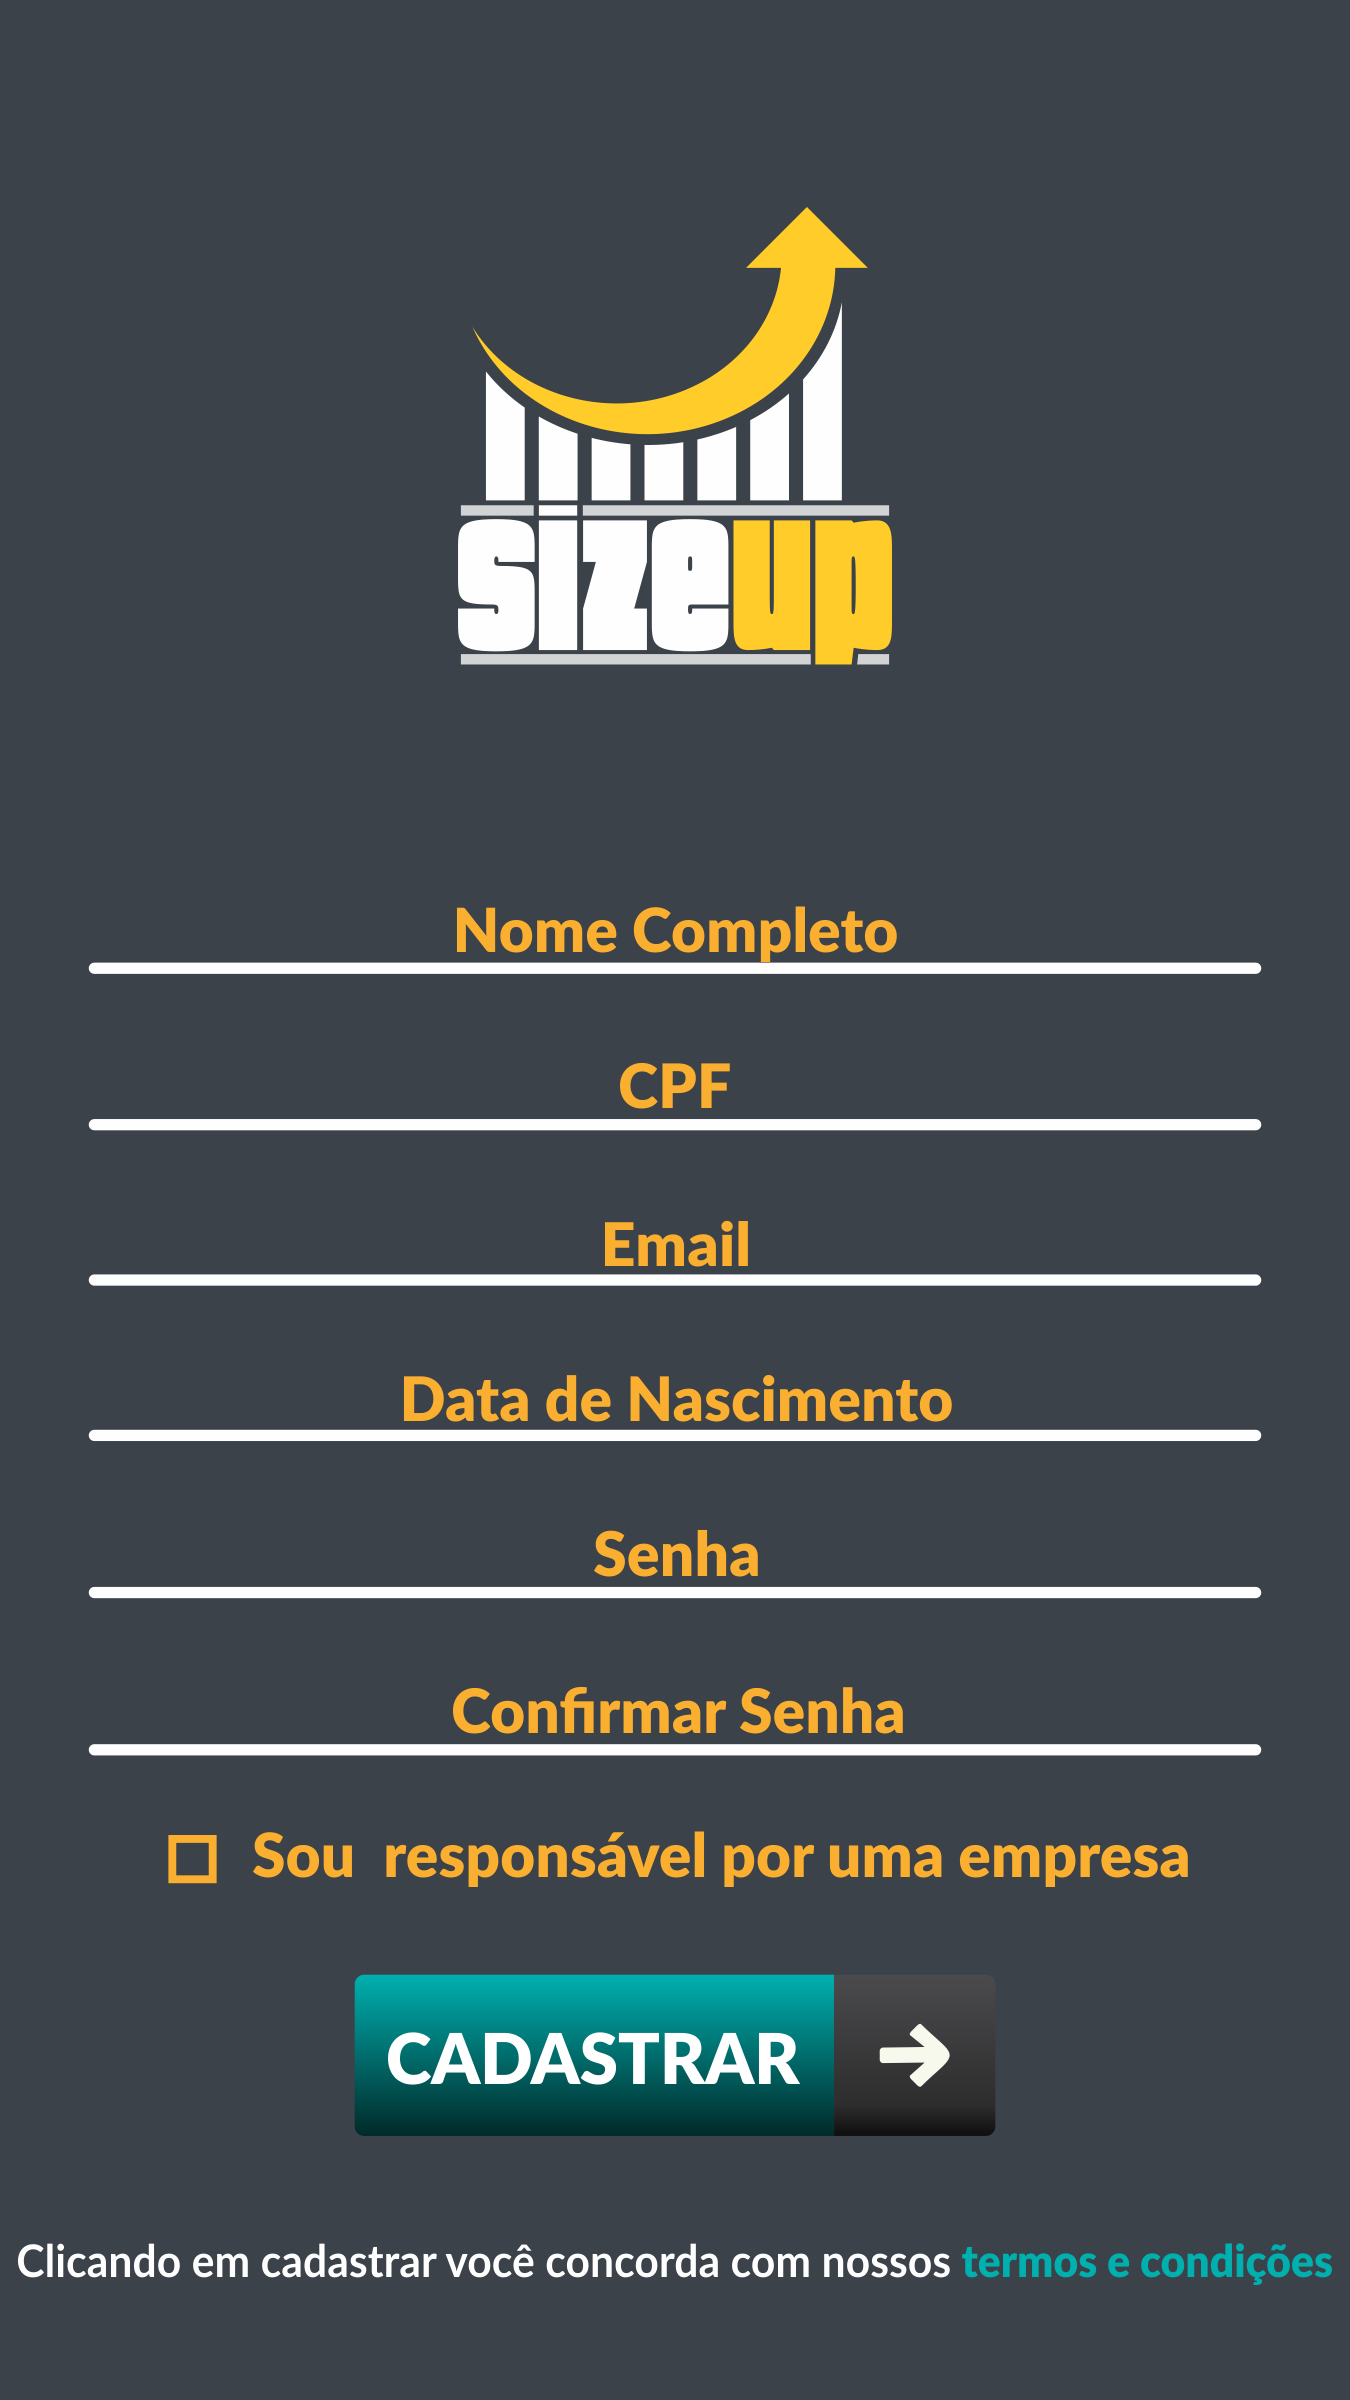 sizeup
Nome Completo
CPF
Email
Data de Nascimento
Senha
Confirmar Senha
Sou responsável por uma empresa
CADASTRAR
Clicando em cadastrar você concorda com nossos termos e condições